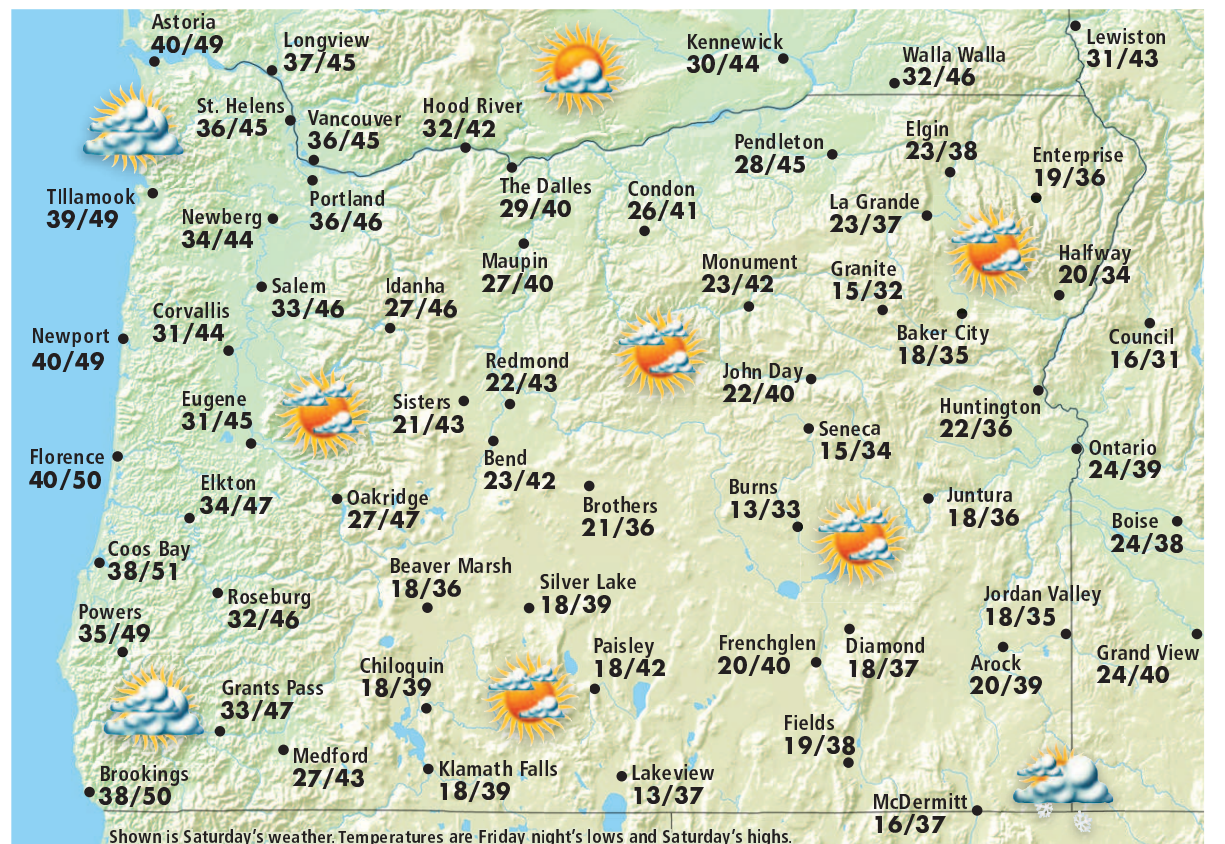 Astoria
40/49
Longview
37/45
Kennewick
30/44
Walla Walla
32/46
Lewiston
31/43
St. Helens
36/45
Vancouver
36/45
Hood River
32/42
Pendleton
28/45
Elgin
23/38
Enterprise
19/36
TIllamook
39/49
Newberg
34/44
Portland
36/46
The Dalles
29/40
Condon
26/41
La Grande
23/37
Maupin
27/40
Monument
23/42
Granite
15/32
Halfway
20/34
Salem
33/46
Idanha
27/46
Corvallis
31/44
Newport
40/49
Baker City
18/35
Council
16/31
Redmond
22/43
John Day
22/40
Eugene
31/45
Sisters
21/43
Huntington
22/36
Seneca
15/34
Ontario
24/39
Florence
40/50
Bend
23/42
Elkton
34/47
Oakridge
27/47
Brothers
21/36
Burns
13/33
Juntura
18/36
Boise
24/38
Coos Bay
38/51
Beaver Marsh
18/36
Silver Lake
18/39
Roseburg
32/46
Jordan Valley
18/35
Powers
35/49
Paisley
18/42
Frenchglen
20/40
Diamond
18/37
Arock
20/39
Grand View
24/40
Chiloquin
18/39
Grants Pass
33/47
Fields
19/38
Medford
27/43
Klamath Falls
18/39
Lakeview
13/37
Brookings
38/50
McDermitt
16/37
Shown is Saturday's weather. Temperatures are Friday night's lows and Saturday's highs.